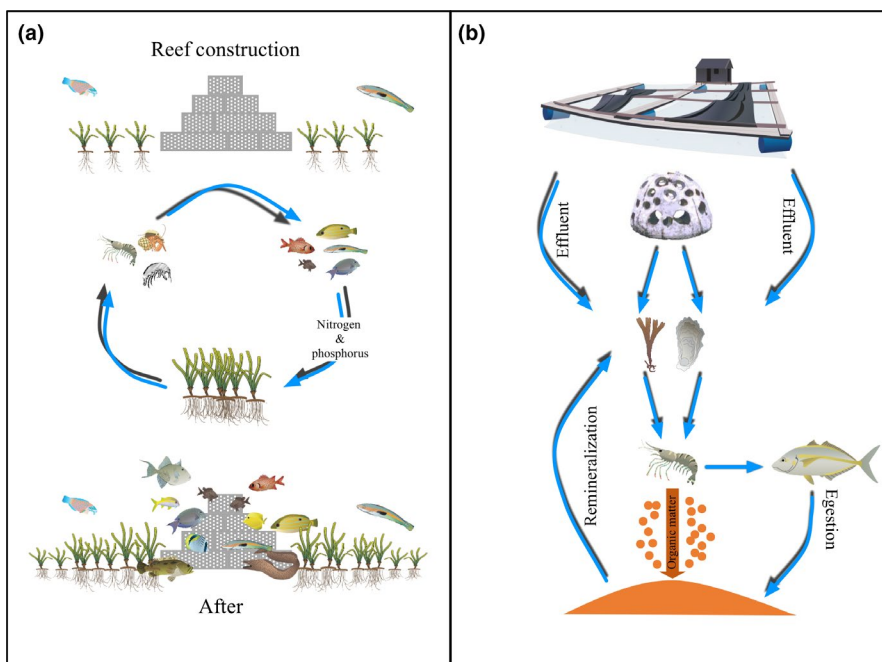 (a)
Reef construction
Nitrogen
&
phosphorus
After
(b)
Effluent
Effluent
Remineralization
Organic matter
Egestion